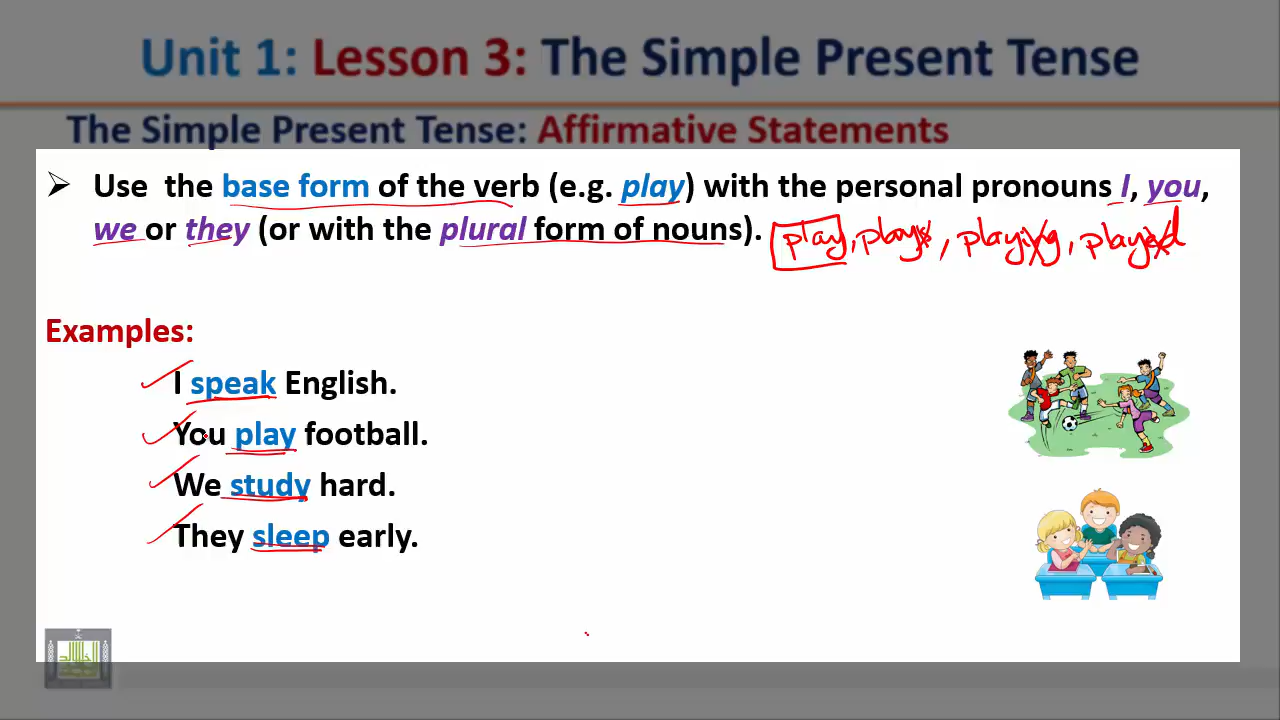 Unit 1: Lesson 3: The Simple Present Tense
The Simple Present Tense: Affirmative Statements
➢ Use the base form of the verb (e.g. play) with the personal pronouns I, you,
we or they (or with the plural form of nouns).
play, plays, playing, played
Examples:
I speak English.
You play football.
We study hard.
They sleep early.